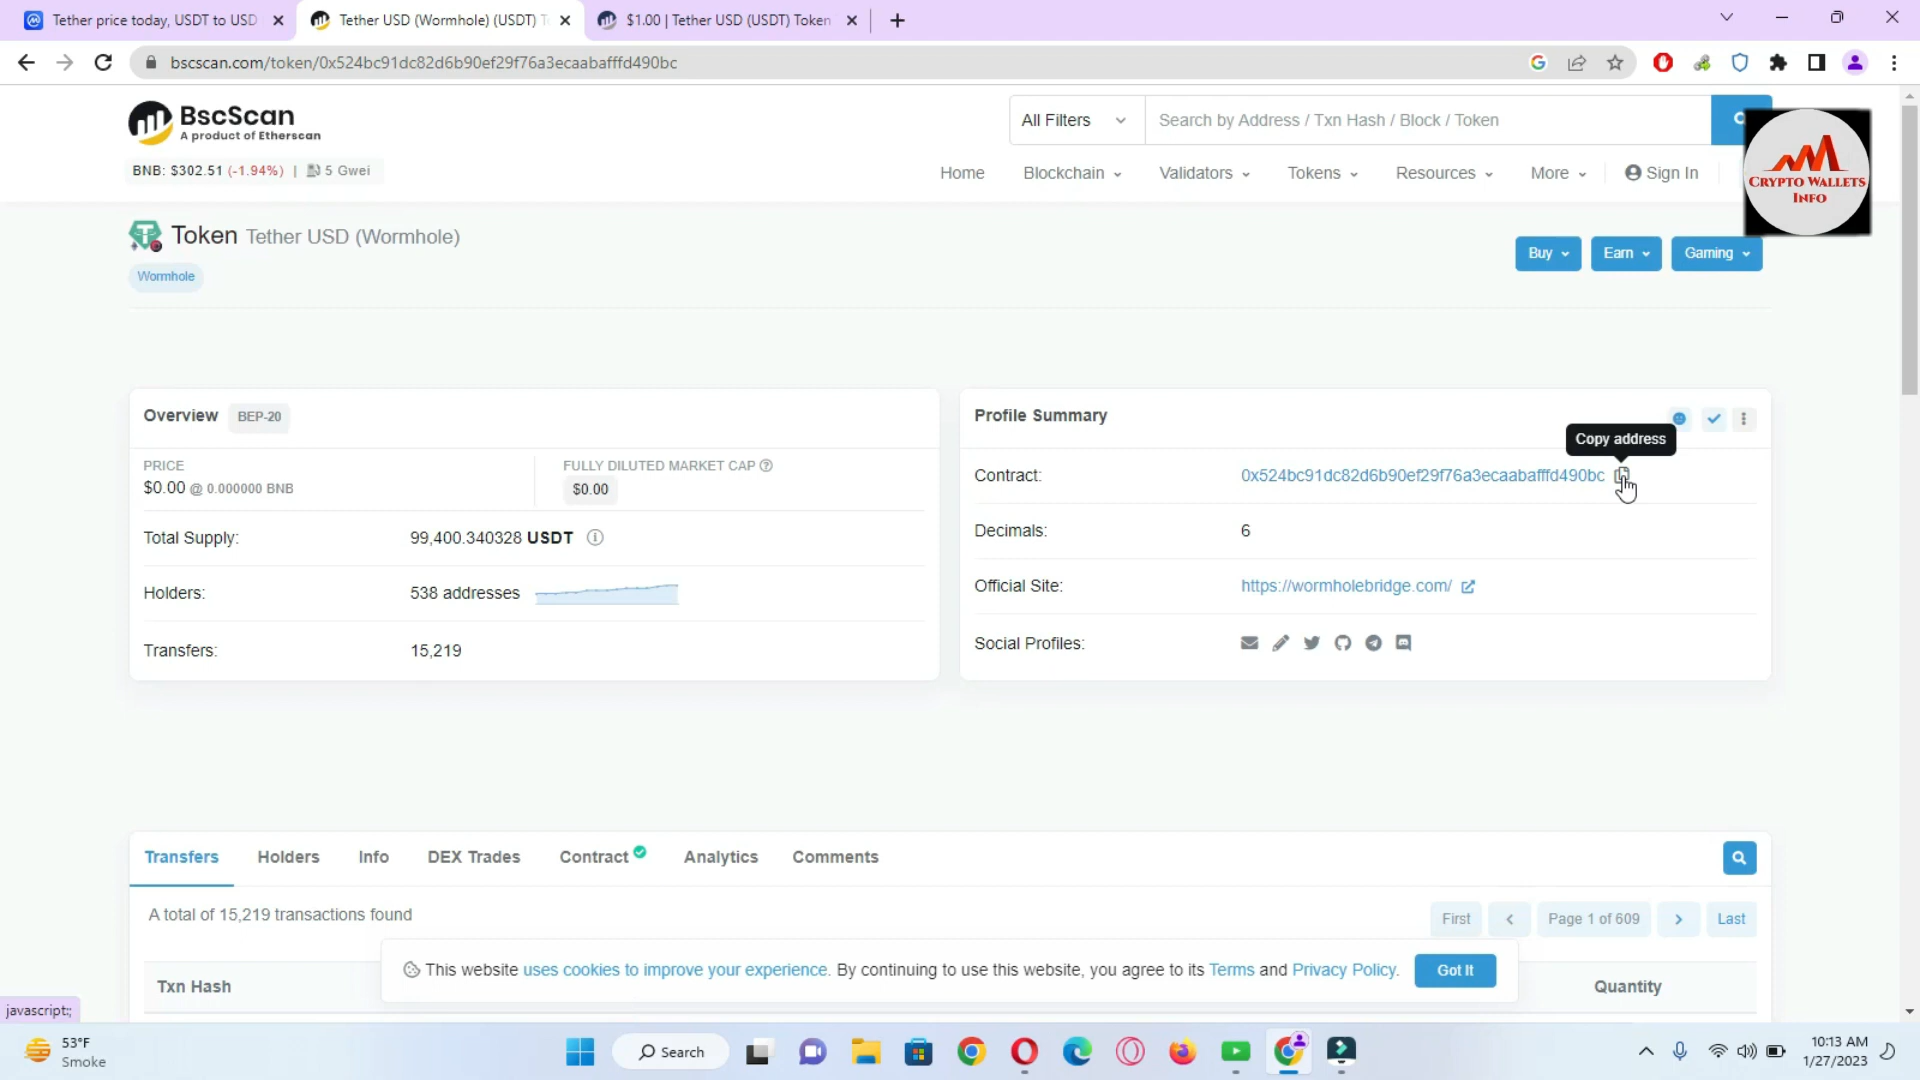 Tether price today, USDT to USD
Tether USD (Wormhole) (USDT) T
$1.00 | Tether USD (USDT) Token
bscscan.com/token/0x524bc91dc82d6b90ef29f76a3ecaabafffd490bc
BscScan
A product of Etherscan
All Filters
Search by Address / Txn Hash / Block / Token
BNB: $302.51 (-1.94%) | 5 Gwei
Home
Blockchain
Validators
Tokens
Resources
More
Sign In
CRYPTO WALLETS
INFO
Token Tether USD (Wormhole)
Wormhole
Buy
Earn
Gaming
Overview BEP-20
PRICE
$0.00 @ 0.000000 BNB
FULLY DILUTED MARKET CAP
$0.00
Total Supply: 99,400.340328 USDT
Holders: 538 addresses
Transfers: 15,219
Profile Summary
Copy address
Contract: 0x524bc91dc82d6b90ef29f76a3ecaabafffd490bc
Decimals: 6
Official Site: https://wormholebridge.com/
Social Profiles:
Transfers
Holders
Info
DEX Trades
Contract
Analytics
Comments
A total of 15,219 transactions found
First
Page 1 of 609
Last
This website uses cookies to improve your experience. By continuing to use this website, you agree to its Terms and Privacy Policy.
Got It
Txn Hash
Quantity
javascript:;
53°F
Smoke
Search
10:13 AM
1/27/2023